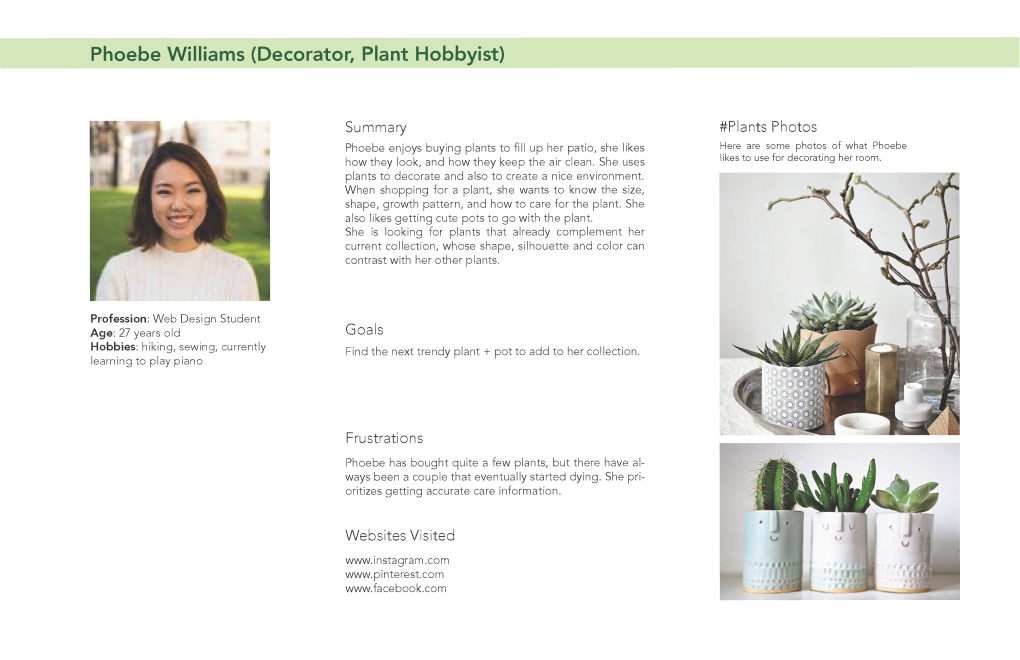 Phoebe Williams (Decorator, Plant Hobbyist)
Profession: Web Design Student
Age: 27 years old
Hobbies: hiking, sewing, currently
learning to play piano
Summary
Phoebe enjoys buying plants to fill up her patio, she likes
how they look, and how they keep the air clean. She uses
plants to decorate and also to create a nice environment.
When shopping for a plant, she wants to know the size,
shape, growth pattern, and how to care for the plant. She
also likes getting cute pots to go with the plant.
She is looking for plants that already complement her
current collection, whose shape, silhouette and color can
contrast with her other plants.
Goals
Find the next trendy plant + pot to add to her collection.
Frustrations
Phoebe has bought quite a few plants, but there have al-
ways been a couple that eventually started dying. She pri-
oritizes getting accurate care information.
Websites Visited
www.instagram.com
www.pinterest.com
www.facebook.com
#Plants Photos
Here are some photos of what Phoebe
likes to use for decorating her room.